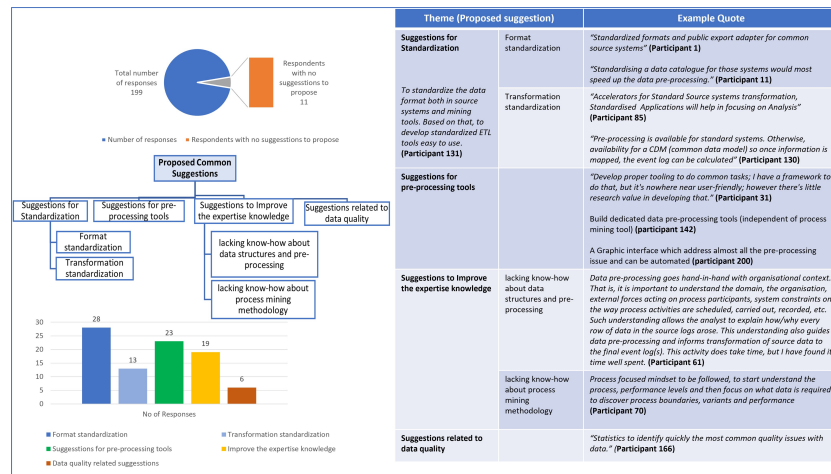 Total number
of responses
199
Respondents
with no
suggestions to
propose
11
Number of responses
Respondents with no suggestions to propose
Proposed Common
Suggestions
Suggestions for
Standardization
Suggestions for pre-
processing tools
Suggestions to Improve
the expertise knowledge
Suggestions related to
data quality
Format
standardization
Transformation
standardization
lacking know-how about
data structures and pre-
processing
lacking know-how about
process mining
methodology
30
25
20
15
10
5
0
28
13
23
19
6
No of Responses
Format standardization
Transformation standardization
Suggestions for pre-processing tools
Improve the expertise knowledge
Data quality related suggestions
Theme (Proposed suggestion)
Example Quote
Suggestions for
Standardization
To standardize the data
format both in source
systems and mining
tools. Based on that, to
develop standardized ETL
tools easy to use.
(Participant 131)
Format
standardization
“Standardized formats and public export adapter for common
source systems” (Participant 1)
“Standardising a data catalogue for those systems would most
speed up the data pre-processing.” (Participant 11)
Transformation
standardization
“Accelerators for Standard Source systems transformation,
Standardised Applications will help in focusing on Analysis”
(Participant 85)
“Pre-processing is available for standard systems. Otherwise,
availability for a CDM (common data model) so once information is
mapped, the event log can be calculated” (Participant 130)
Suggestions for
pre-processing tools
“Develop proper tooling to do common tasks; I have a framework to
do that, but it's nowhere near user-friendly; however there's little
research value in developing that.” (Participant 31)
Build dedicated data pre-processing tools (independent of process
mining tool) (participant 142)
A Graphic interface which address almost all the pre-processing
issue and can be automated (participant 200)
Suggestions to Improve
the expertise knowledge
lacking know-how
about data
structures and pre-
processing
Data pre-processing goes hand-in-hand with organisational context.
That is, it is important to understand the domain, the organisation,
external forces acting on process participants, system constraints on
the way process activities are scheduled, carried out, recorded, etc.
Such understanding allows the analyst to explain how/why every
row of data in the source logs arose. This understanding also guides
data pre-processing and informs transformation of source data to
the final event log(s). This activity does take time, but I have found it
time well spent. (Participant 61)
lacking know-how
about process
mining
methodology
Process focused mindset to be followed, to start understand the
process, performance levels and then focus on what data is required
to discover process boundaries, variants and performance
(Participant 70)
Suggestions related to
data quality
“Statistics to identify quickly the most common quality issues with
data.” (Participant 166)